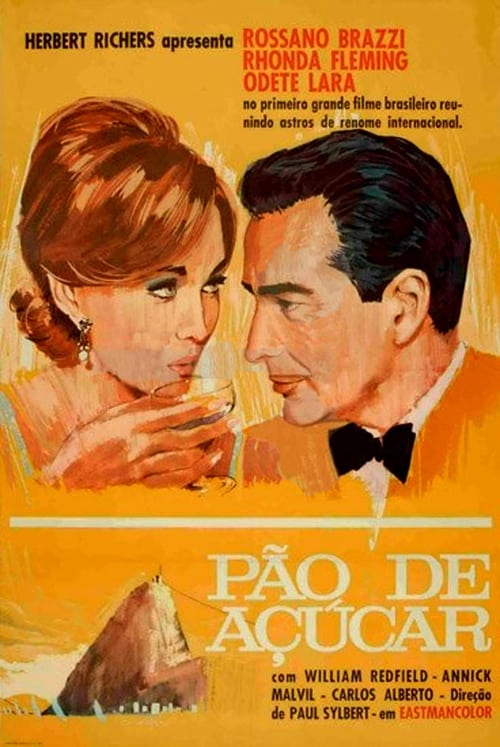 HERBERT RICHERS apresenta ROSSANO BRAZZI
RHONDA FLEMING
ODETE LARA
no primeiro grande filme brasileiro reu-
nindo astros de renome internacional.
PÃO DE
AÇÚCAR
com WILLIAM REDFIELD - ANNICK
MALVIL - CARLOS ALBERTO - Direção
de PAUL SYLBERT - em EASTMANCOLOR